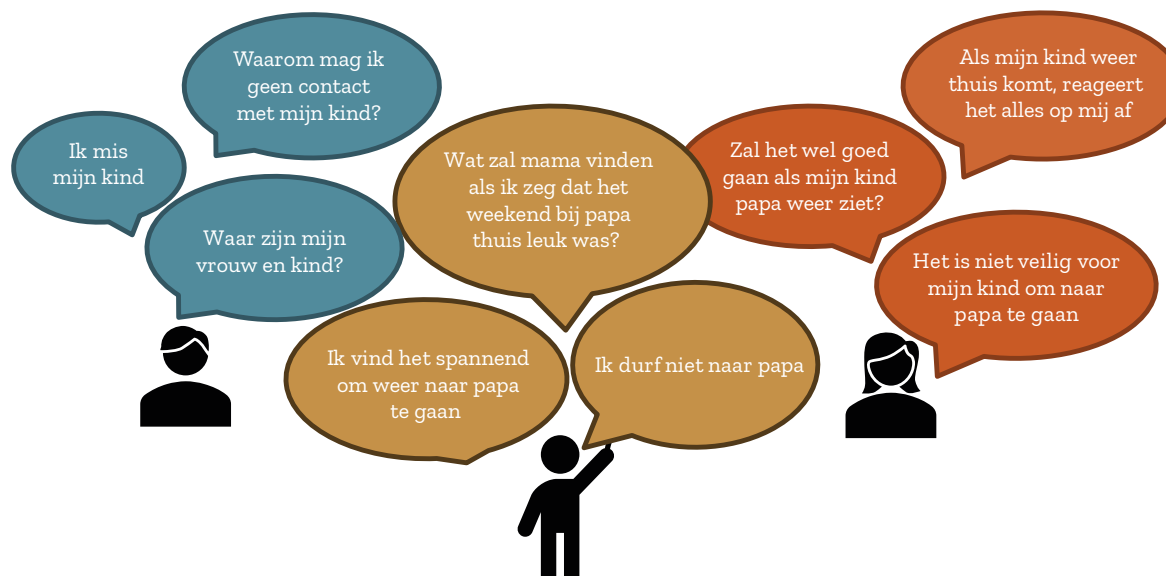 Waarom mag ik
geen contact
met mijn kind?
Ik mis
mijn kind
Waar zijn mijn
vrouw en kind?
Wat zal mama vinden
als ik zeg dat het
weekend bij papa
thuis leuk was?
Ik vind het spannend
om weer naar papa
te gaan
Ik durf niet naar papa
Zal het wel goed
gaan als mijn kind
papa weer ziet?
Als mijn kind weer
thuis komt, reageert
het alles op mij af
Het is niet veilig voor
mijn kind om naar
papa te gaan